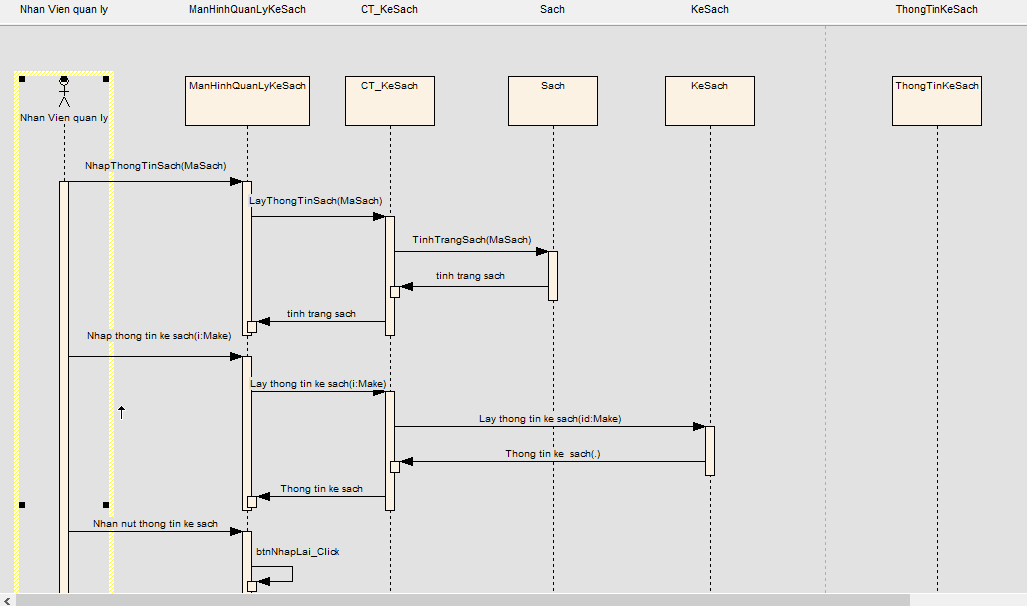 Nhan Vien quan ly ManHinhQuanLyKeSach CT_KeSach Sach KeSach ThongTinKeSach
ManHinhQuanLyKeSach CT_KeSach Sach KeSach ThongTinKeSach
Nhan Vien quan ly
NhapThongTinSach(MaSach)
LayThongTinSach(MaSach)
TinhTrangSach(MaSach)
tinh trang sach
tinh trang sach
Nhap thong tin ke sach(i:Make)
Lay thong tin ke sach(i:Make)
Lay thong tin ke sach(id:Make)
Thong tin ke sach(.)
Thong tin ke sach
Nhan nut thong tin ke sach
btnNhapLai_Click